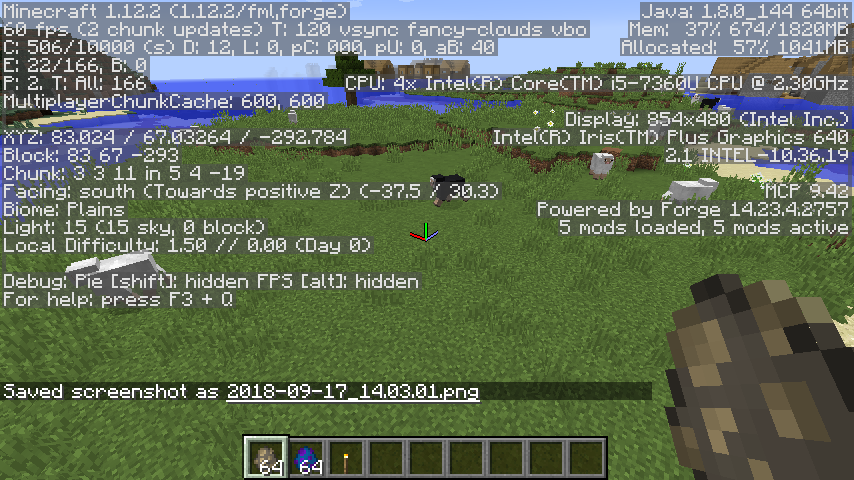 Minecraft 1.12.2 (1.12.2/fml,forge)
60 fps (2 chunk updates) T: 120 vsync fancy-clouds vbo
C: 506/10000 (s) D: 12, L: 0, pC: 000, pU: 0, aB: 40
E: 22/166, B: 0
P: 2. T: All: 166
MultiplayerChunkCache: 600, 600
XYZ: 83.024 / 67.03264 / -292.784
Block: 83 67 -293
Chunk: 3 3 11 in 5 4 -19
Facing: south (Towards positive Z) (-37.5 / 30.3)
Biome: Plains
Light: 15 (15 sky, 0 block)
Local Difficulty: 1.50 // 0.00 (Day 0)
Debug: Pie [shift]: hidden FPS [alt]: hidden
For help: press F3 + Q
Java: 1.8.0_144 64bit
Mem: 37% 674/1820MB
Allocated: 57% 1041MB
CPU: 4x Intel(R) Core(TM) i5-7360U CPU @ 2.30GHz
Display: 854x480 (Intel Inc.)
Intel(R) Iris(TM) Plus Graphics 640
2.1 INTEL-10.36.19
MCP 9.42
Powered by Forge 14.23.4.2757
5 mods loaded, 5 mods active
Saved screenshot as 2018-09-17_14.03.01.png
64 64